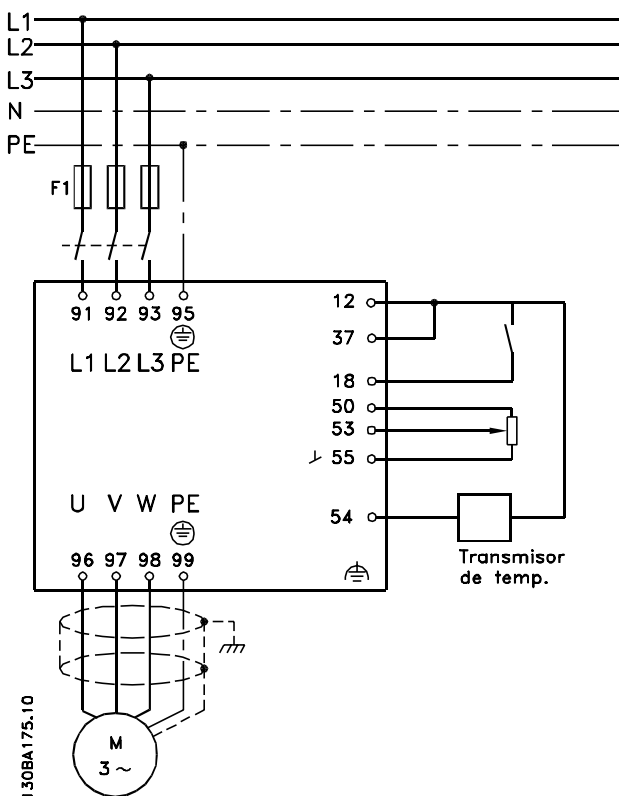 L1
L2
L3
N
PE
F1
91 92 93 95
L1 L2 L3 PE
12
37
18
50
53
55
54
U V W PE
96 97 98 99
Transmisor
de temp.
M
3 ~
130BA175.10